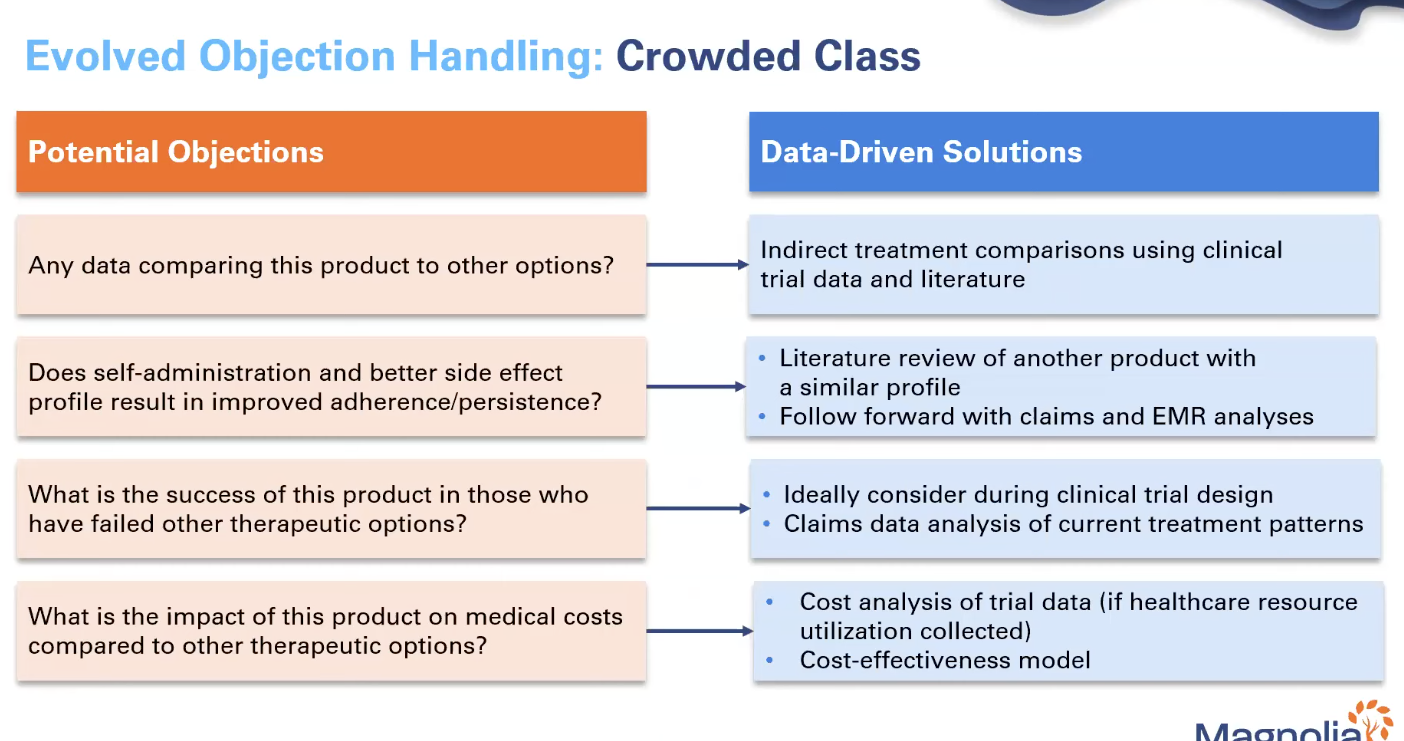 Evolved Objection Handling: Crowded Class
Potential Objections
Data-Driven Solutions
Any data comparing this product to other options?
Indirect treatment comparisons using clinical
trial data and literature
Does self-administration and better side effect
profile result in improved adherence/persistence?
• Literature review of another product with
a similar profile
• Follow forward with claims and EMR analyses
What is the success of this product in those who
have failed other therapeutic options?
• Ideally consider during clinical trial design
• Claims data analysis of current treatment patterns
What is the impact of this product on medical costs
compared to other therapeutic options?
• Cost analysis of trial data (if healthcare resource
utilization collected)
• Cost-effectiveness model
Magnolia